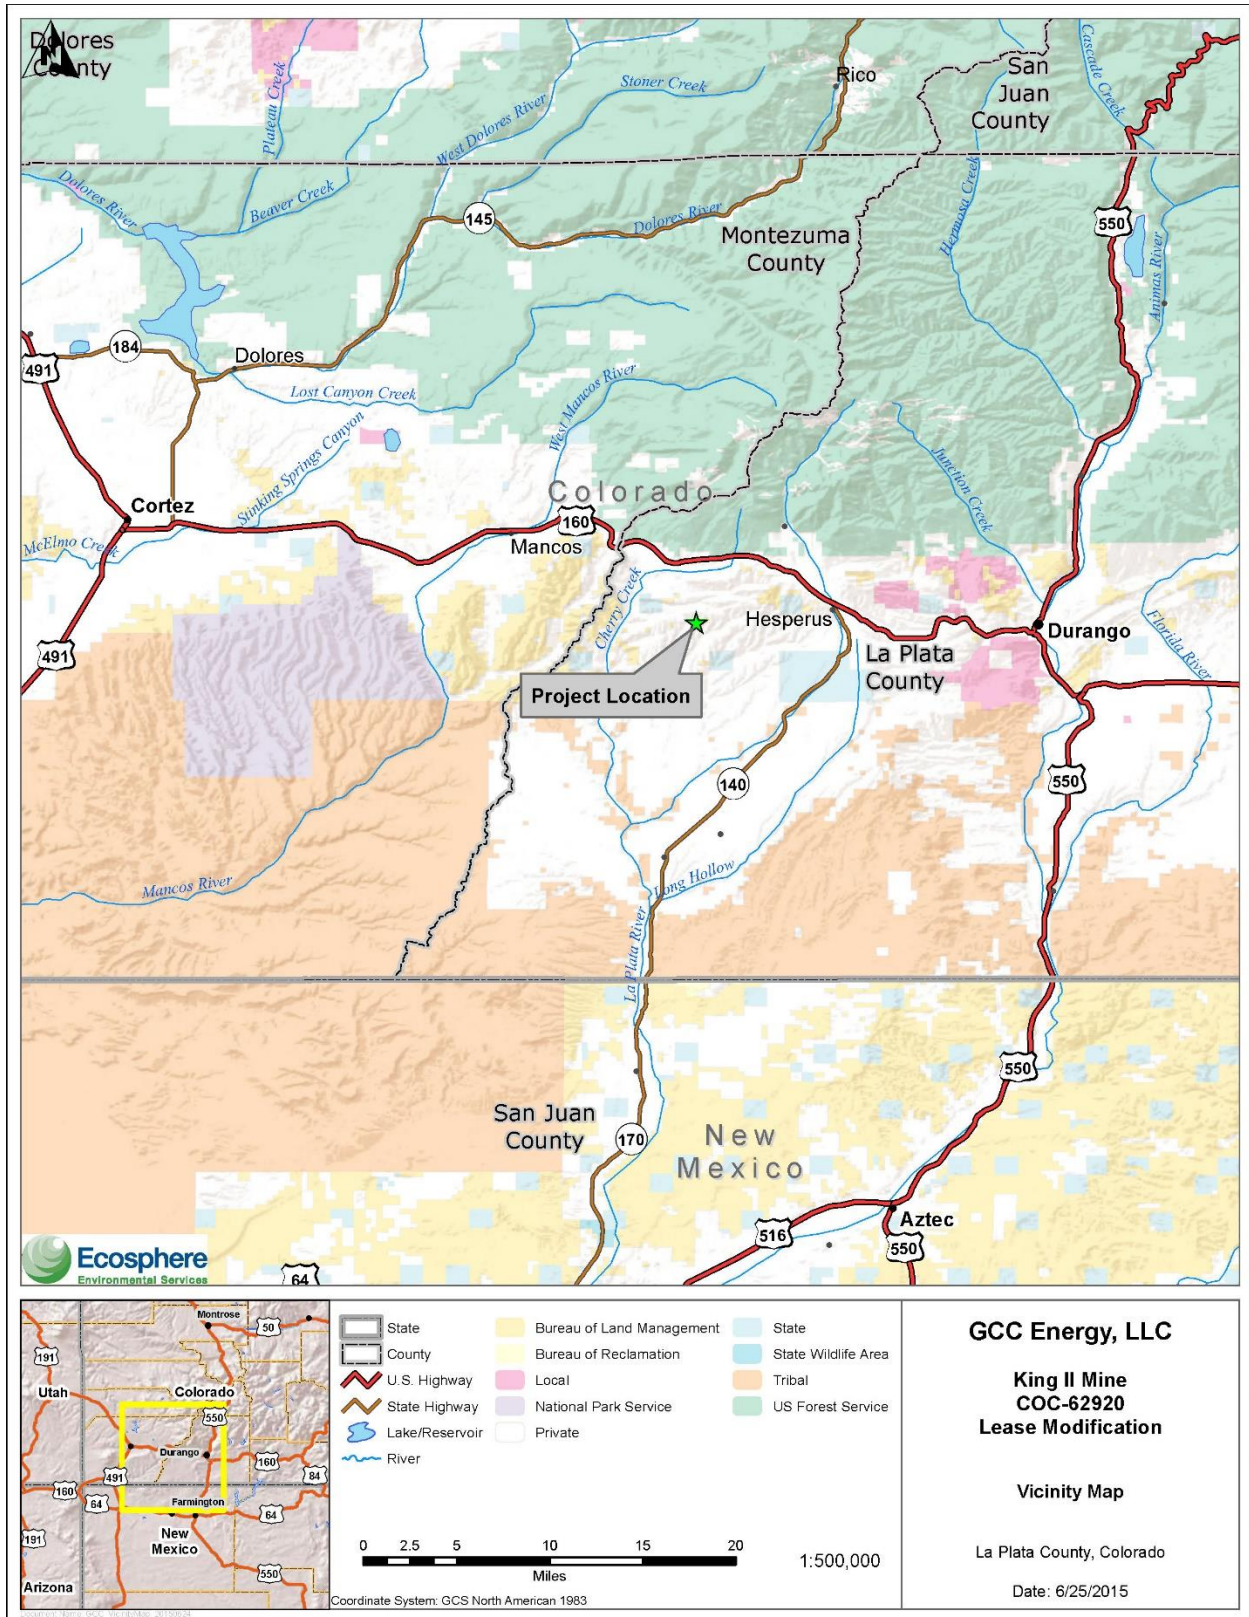 Dolores
County
N
Plateau Creek
Rico
Stoner Creek
West Dolores River
San
Juan
County
Cascade Creek
Dolores River
Beaver Creek
145
Dolores River
Montezuma
County
Hermosa Creek
550
Animas River
184
491
Dolores
Lost Canyon Creek
West Mancos River
Stinking Springs Canyon
Junction Creek
Colorado
Cortez
160
McElmo Creek
Mancos
Cherry Creek
Hesperus
Durango
Florida River
491
La Plata
County
Project Location
140
550
Mancos River
Long Hollow
La Plata River
550
San Juan
County
170
New
Mexico
Aztec
516
550
64
Ecosphere
Environmental Services
Montrose
50
191
Utah
Colorado
550
Durango
491
160
84
160
64
Farmington
64
New
Mexico
191
550
Arizona
State
County
U.S. Highway
State Highway
Lake/Reservoir
River
Bureau of Land Management
Bureau of Reclamation
Local
National Park Service
Private
State
State Wildlife Area
Tribal
US Forest Service
0 2.5 5 10 15 20
Miles
1:500,000
Coordinate System: GCS North American 1983
GCC Energy, LLC
King II Mine
COC-62920
Lease Modification
Vicinity Map
La Plata County, Colorado
Date: 6/25/2015
Document Name: GCC_VicinityMap_20150624